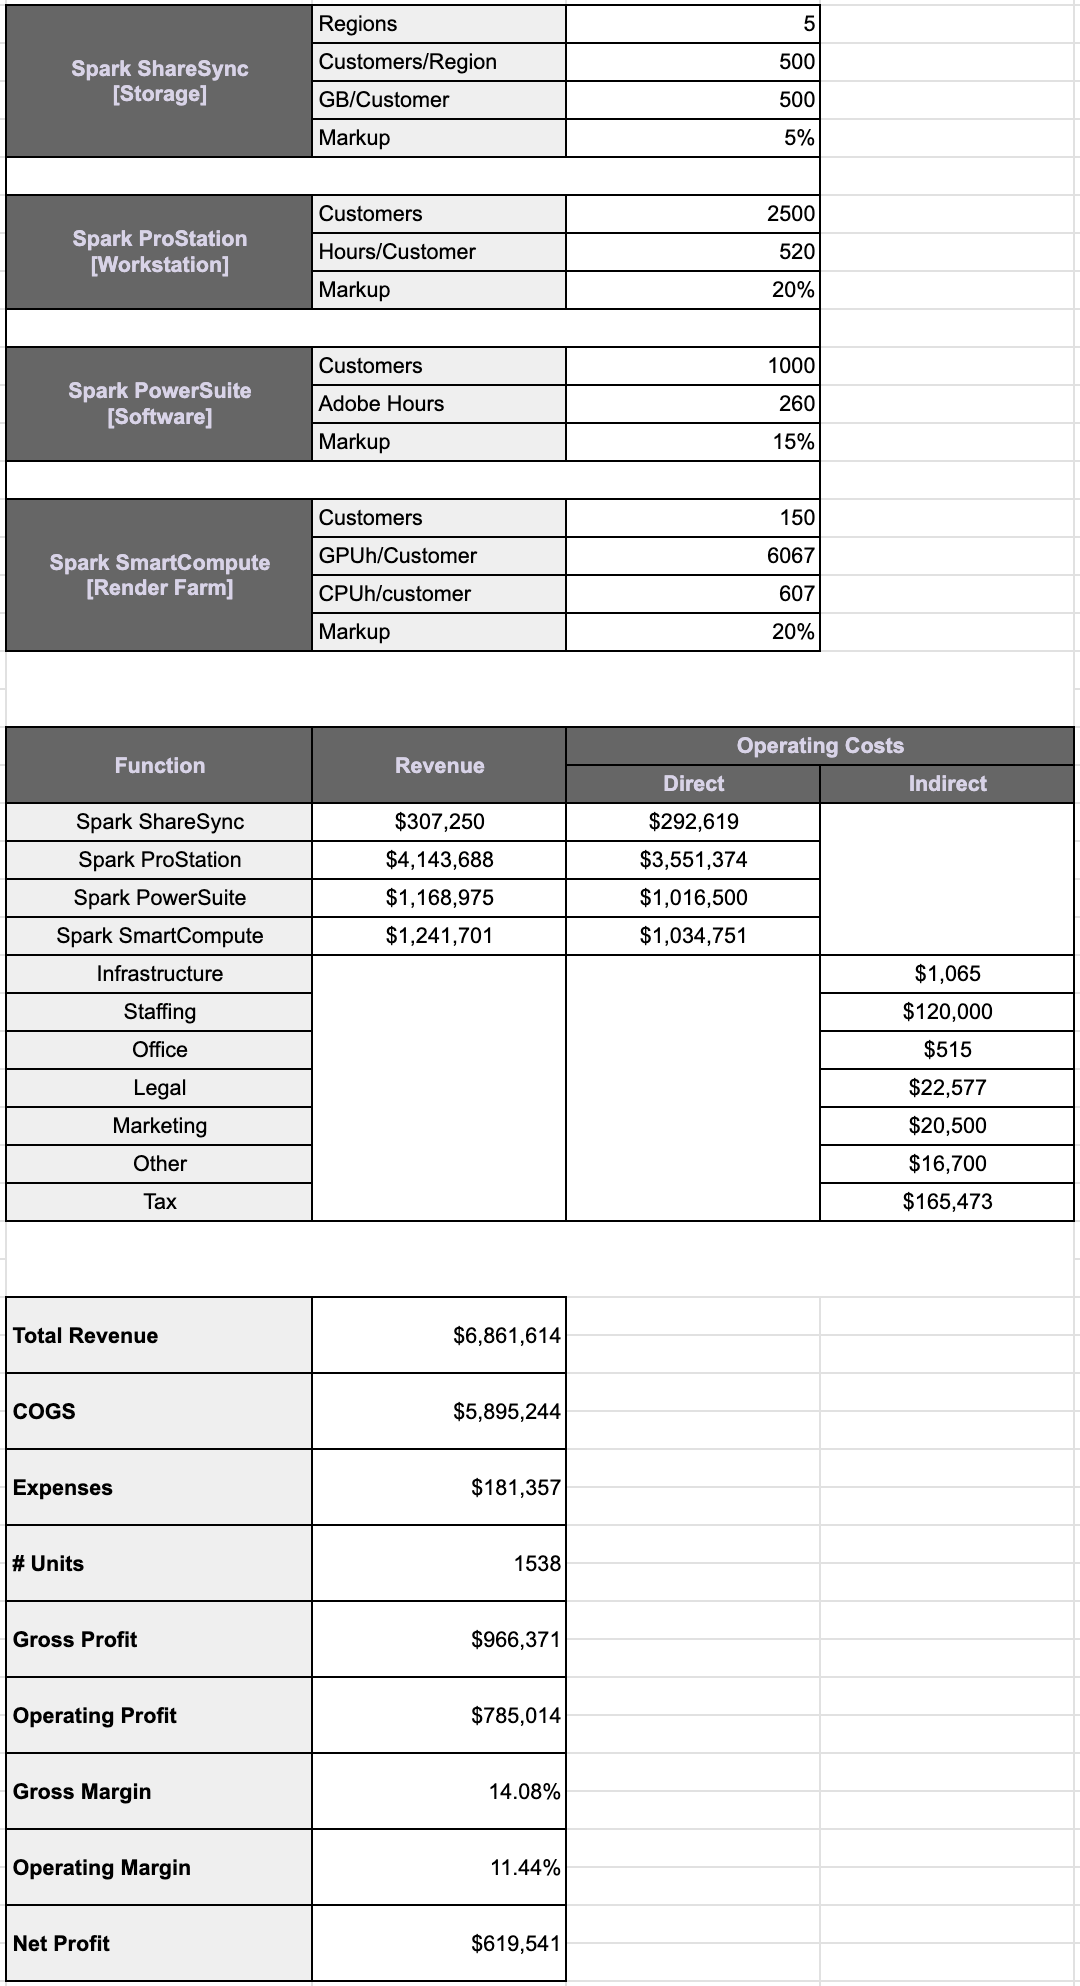 Spark ShareSync
[Storage]
Regions 5
Customers/Region 500
GB/Customer 500
Markup 5%
Spark ProStation
[Workstation]
Customers 2500
Hours/Customer 520
Markup 20%
Spark PowerSuite
[Software]
Customers 1000
Adobe Hours 260
Markup 15%
Spark SmartCompute
[Render Farm]
Customers 150
GPUh/Customer 6067
CPUh/customer 607
Markup 20%
Function Revenue Operating Costs
Direct Indirect
Spark ShareSync $307,250 $292,619
Spark ProStation $4,143,688 $3,551,374
Spark PowerSuite $1,168,975 $1,016,500
Spark SmartCompute $1,241,701 $1,034,751
Infrastructure $1,065
Staffing $120,000
Office $515
Legal $22,577
Marketing $20,500
Other $16,700
Tax $165,473
Total Revenue $6,861,614
COGS $5,895,244
Expenses $181,357
# Units 1538
Gross Profit $966,371
Operating Profit $785,014
Gross Margin 14.08%
Operating Margin 11.44%
Net Profit $619,541